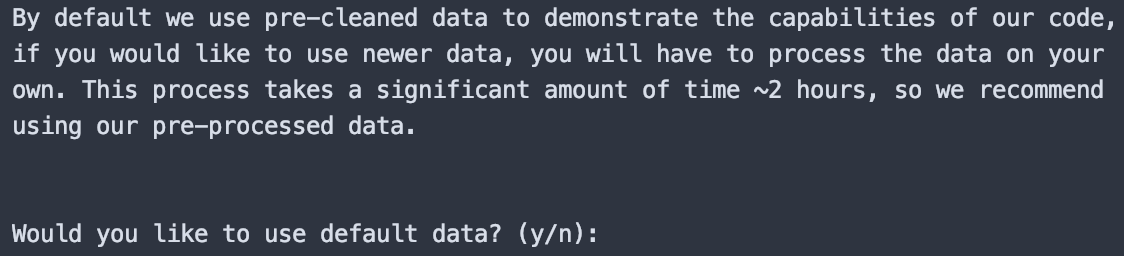 By default we use pre-cleaned data to demonstrate the capabilities of our code,
if you would like to use newer data, you will have to process the data on your
own. This process takes a significant amount of time ~2 hours, so we recommend
using our pre-processed data.
Would you like to use default data? (y/n):